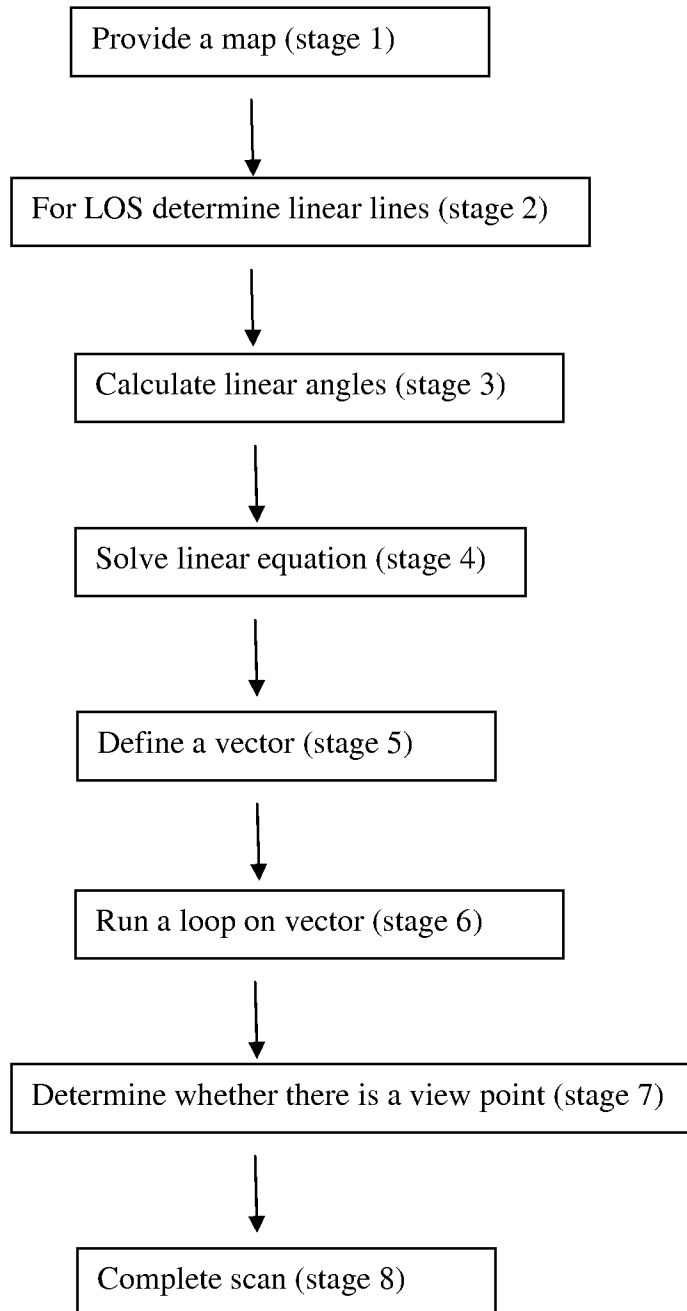 Provide a map (stage 1)
For LOS determine linear lines (stage 2)
Calculate linear angles (stage 3)
Solve linear equation (stage 4)
Define a vector (stage 5)
Run a loop on vector (stage 6)
Determine whether there is a view point (stage 7)
Complete scan (stage 8)